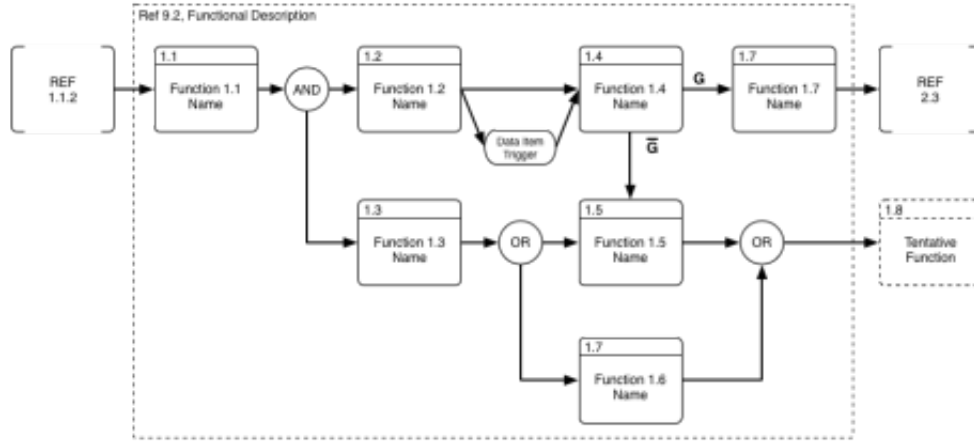 Ref 9.2, Functional Description
REF
1.1.2
1.1
Function 1.1
Name
AND
1.2
Function 1.2
Name
Data Item
Trigger
1.4
Function 1.4
Name
G
1.7
Function 1.7
Name
REF
2.3
G̅
1.3
Function 1.3
Name
OR
1.5
Function 1.5
Name
OR
1.8
Tentative
Function
1.7
Function 1.6
Name